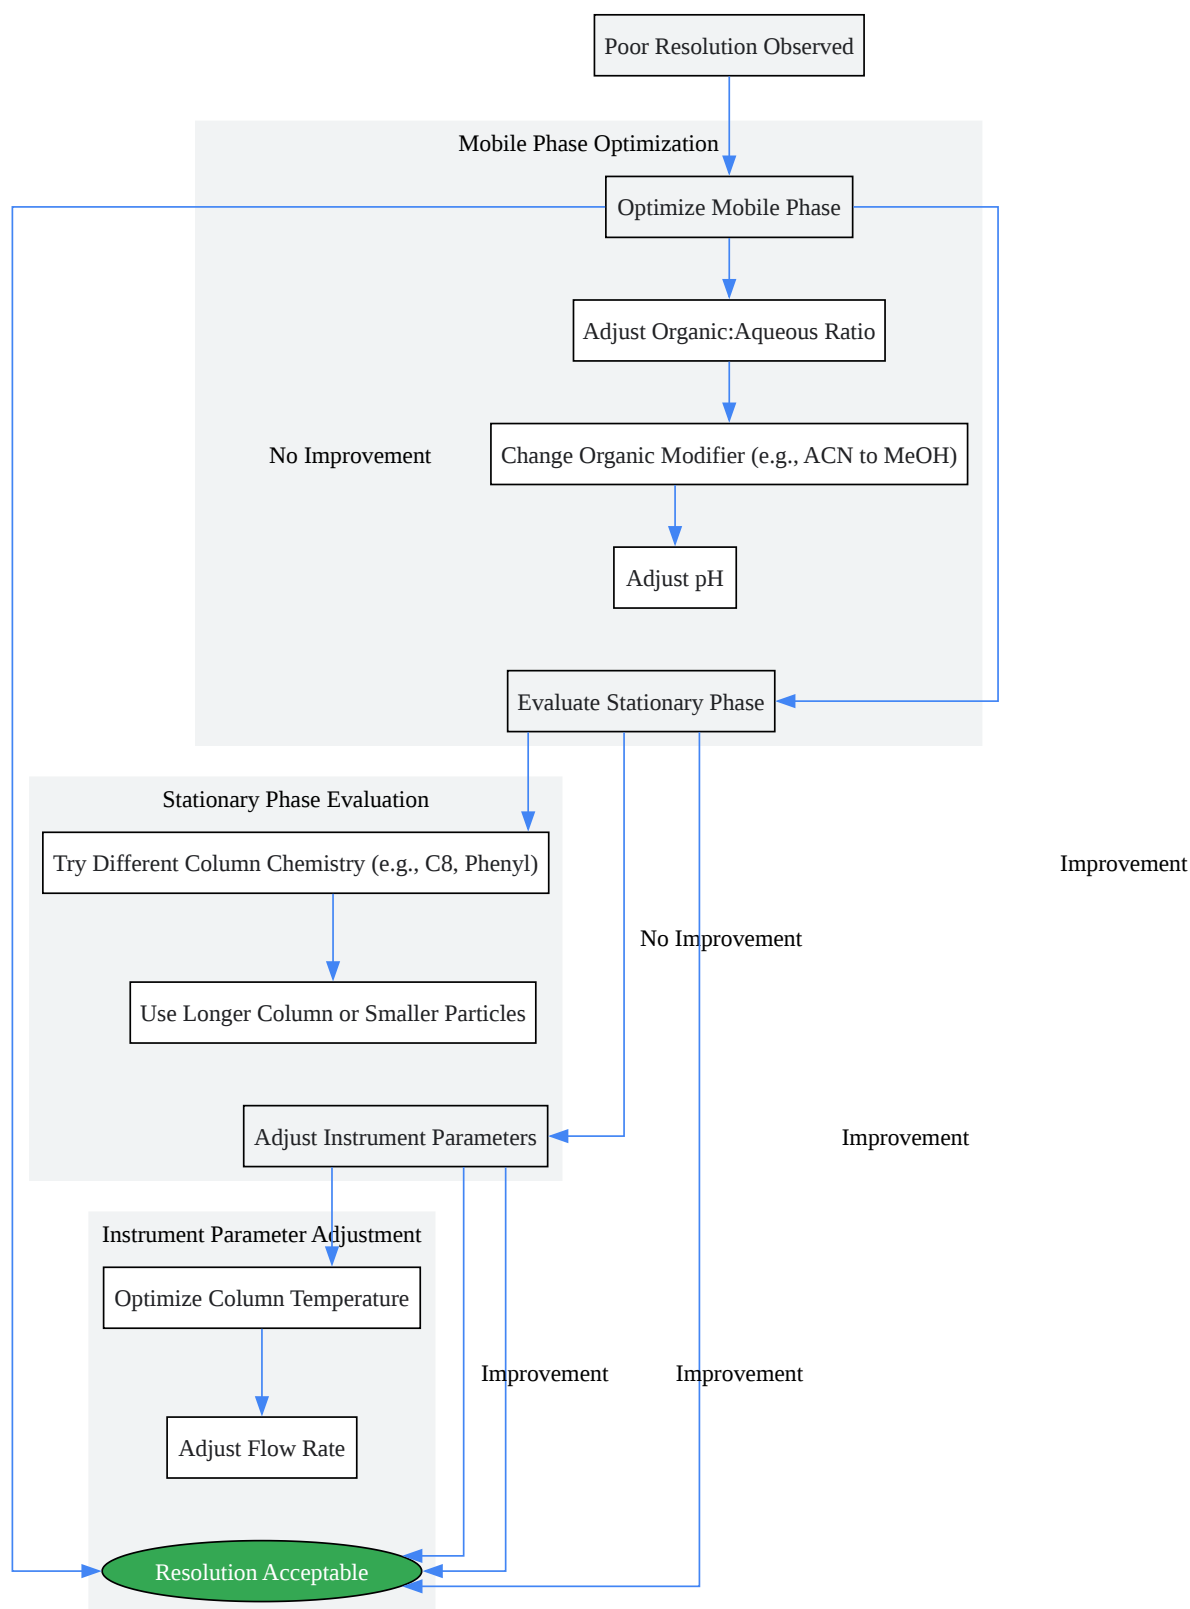 Poor Resolution Observed
Mobile Phase Optimization
Optimize Mobile Phase
Adjust Organic:Aqueous Ratio
No Improvement
Change Organic Modifier (e.g., ACN to MeOH)
Adjust pH
Evaluate Stationary Phase
Stationary Phase Evaluation
Try Different Column Chemistry (e.g., C8, Phenyl)
Improvement
No Improvement
Use Longer Column or Smaller Particles
Adjust Instrument Parameters
Improvement
Instrument Parameter Adjustment
Optimize Column Temperature
Improvement
Improvement
Adjust Flow Rate
Resolution Acceptable